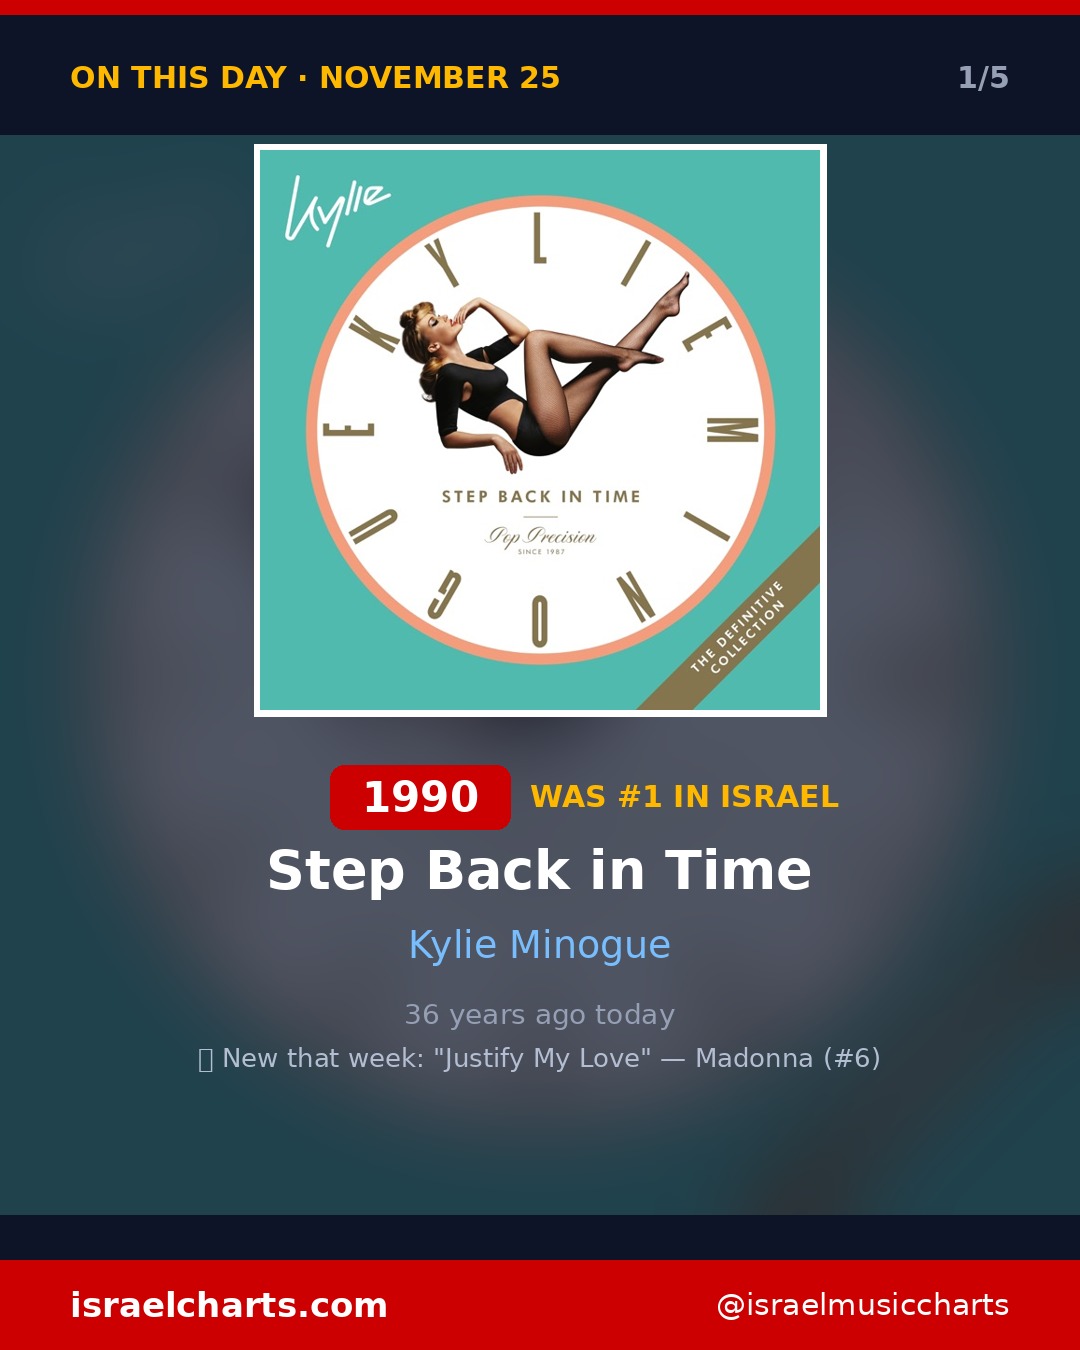 ON THIS DAY · NOVEMBER 25
1/5
Kylie
KYLIE MINOGUE
STEP BACK IN TIME
Pop Precision
SINCE 1987
THE DEFINITIVE
COLLECTION
1990
WAS #1 IN ISRAEL
Step Back in Time
Kylie Minogue
36 years ago today
New that week: "Justify My Love" — Madonna (#6)
israelcharts.com
@israelmusiccharts